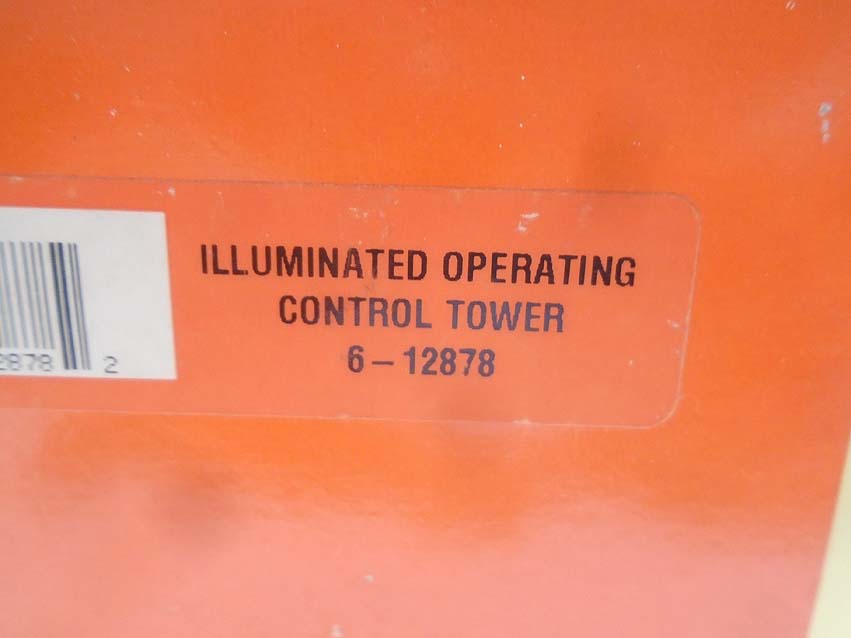 ILLUMINATED OPERATING
CONTROL TOWER
6-12878
2878 2